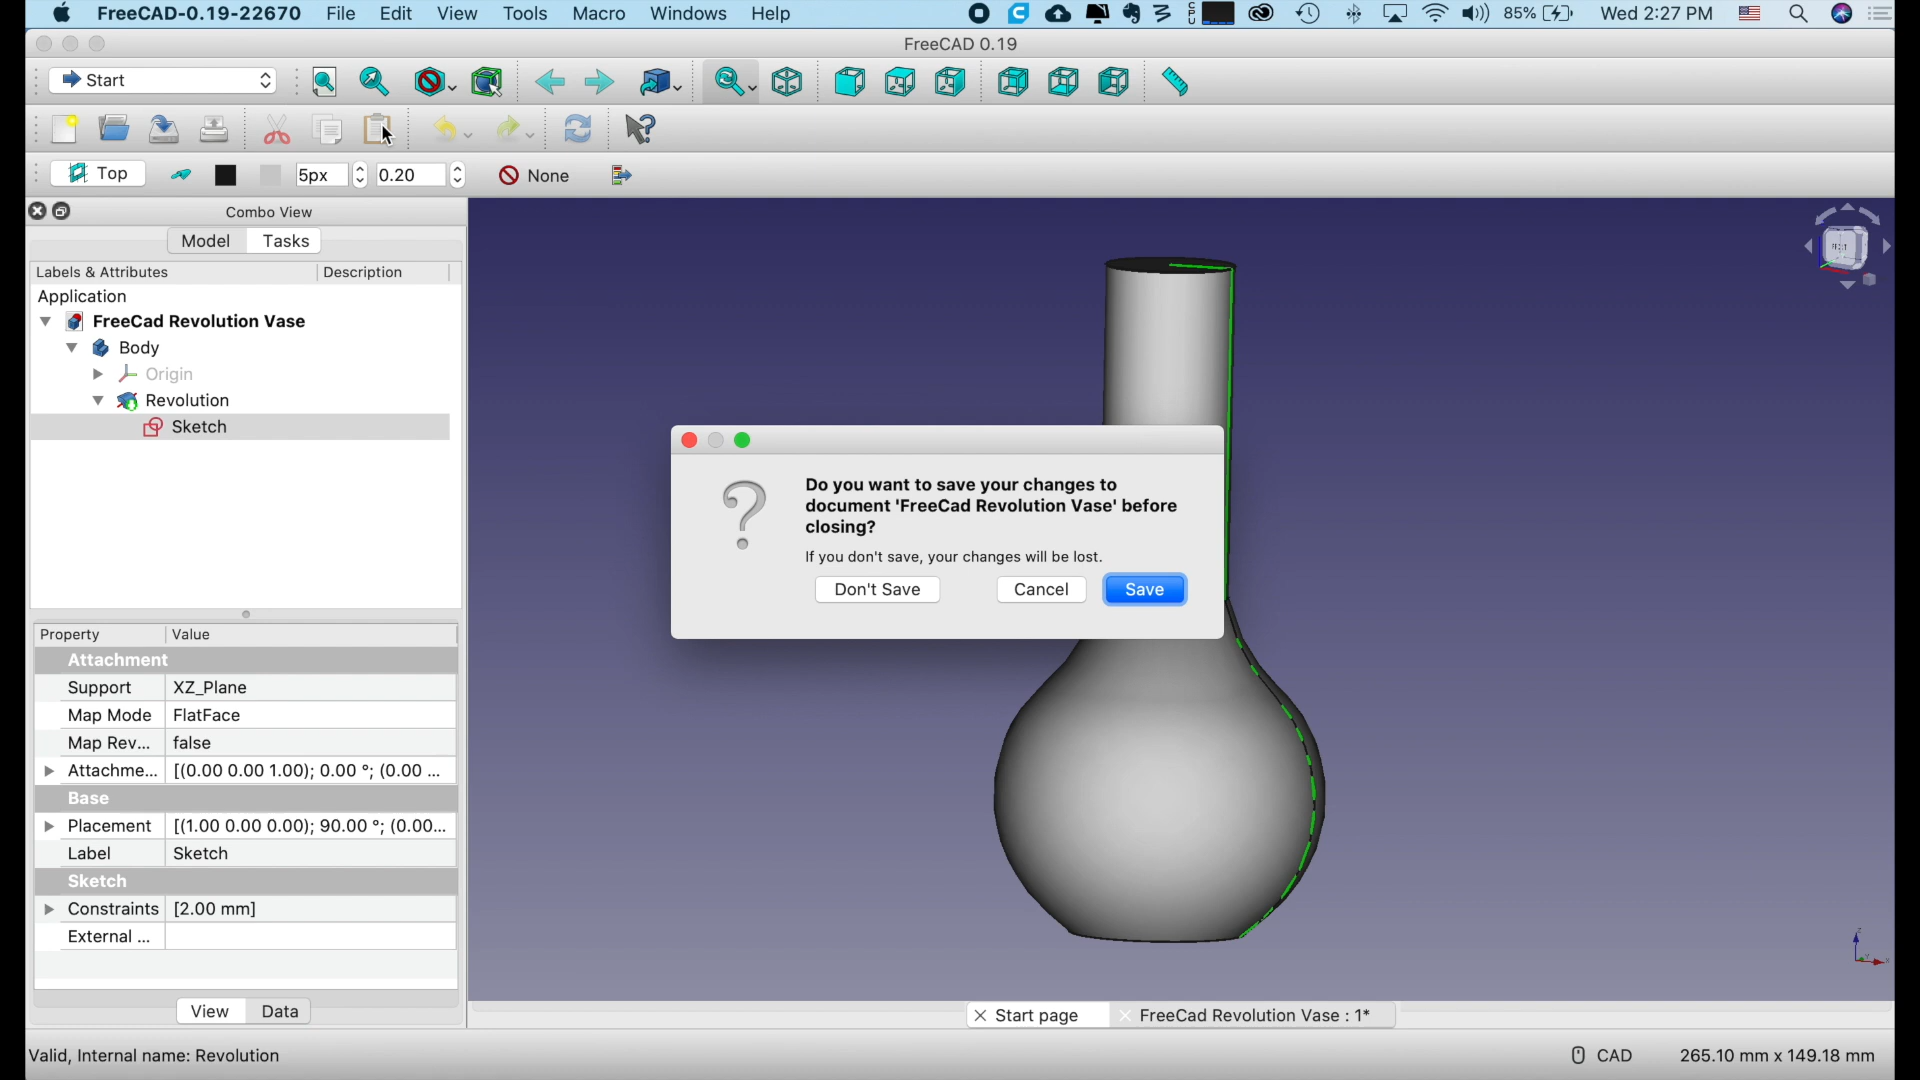 FreeCAD-0.19-22670 File Edit View Tools Macro Windows Help 85% Wed 2:27 PM
FreeCAD 0.19
Start
Top 5px 0.20 None
Combo View
Model Tasks
Labels & Attributes Description
Application
FreeCad Revolution Vase
Body
Origin
Revolution
Sketch
Do you want to save your changes to
document 'FreeCad Revolution Vase' before
closing?
If you don't save, your changes will be lost.
Don't Save Cancel Save
Property Value
Attachment
Support XZ_Plane
Map Mode FlatFace
Map Rev... false
Attachme... [(0.00 0.00 1.00); 0.00 °; (0.00 ...
Base
Placement [(1.00 0.00 0.00); 90.00 °; (0.00...
Label Sketch
Sketch
Constraints [2.00 mm]
External ...
View Data
Start page FreeCad Revolution Vase : 1*
Valid, Internal name: Revolution CAD 265.10 mm x 149.18 mm